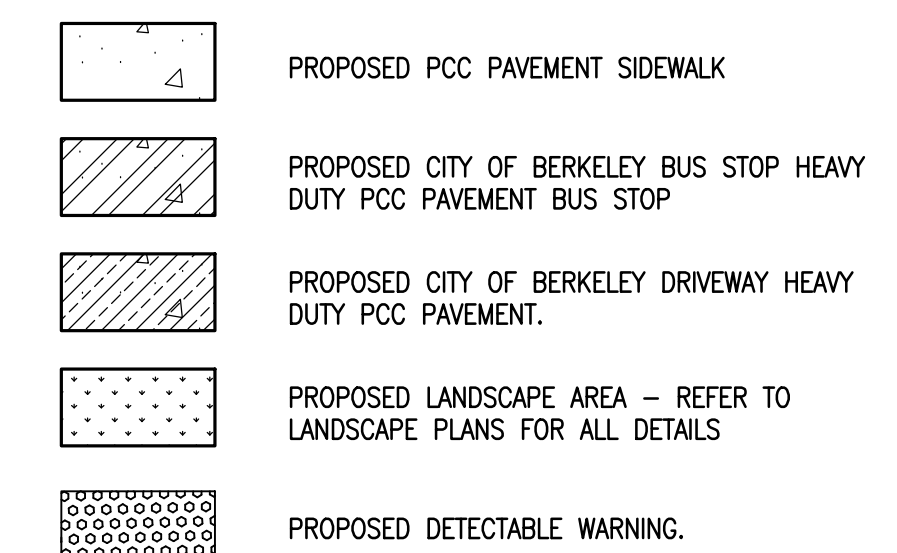 PROPOSED PCC PAVEMENT SIDEWALK
PROPOSED CITY OF BERKELEY BUS STOP HEAVY
DUTY PCC PAVEMENT BUS STOP
PROPOSED CITY OF BERKELEY DRIVEWAY HEAVY
DUTY PCC PAVEMENT.
PROPOSED LANDSCAPE AREA – REFER TO
LANDSCAPE PLANS FOR ALL DETAILS
PROPOSED DETECTABLE WARNING.